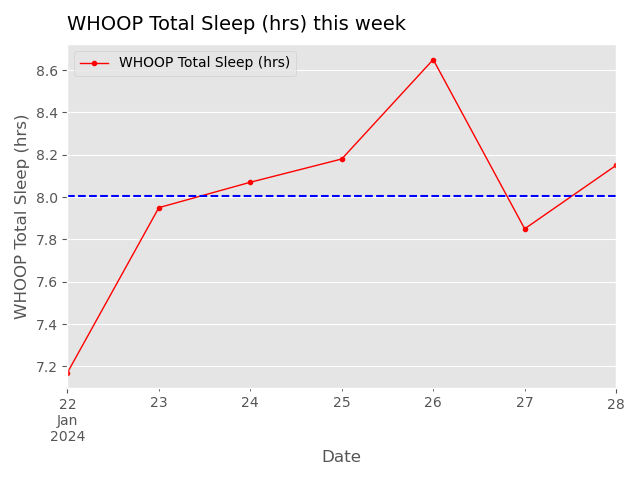 WHOOP Total Sleep (hrs) this week
WHOOP Total Sleep (hrs)
WHOOP Total Sleep (hrs)
8.6
8.4
8.2
8.0
7.8
7.6
7.4
7.2
22 23 24 25 26 27 28
Jan
2024
Date